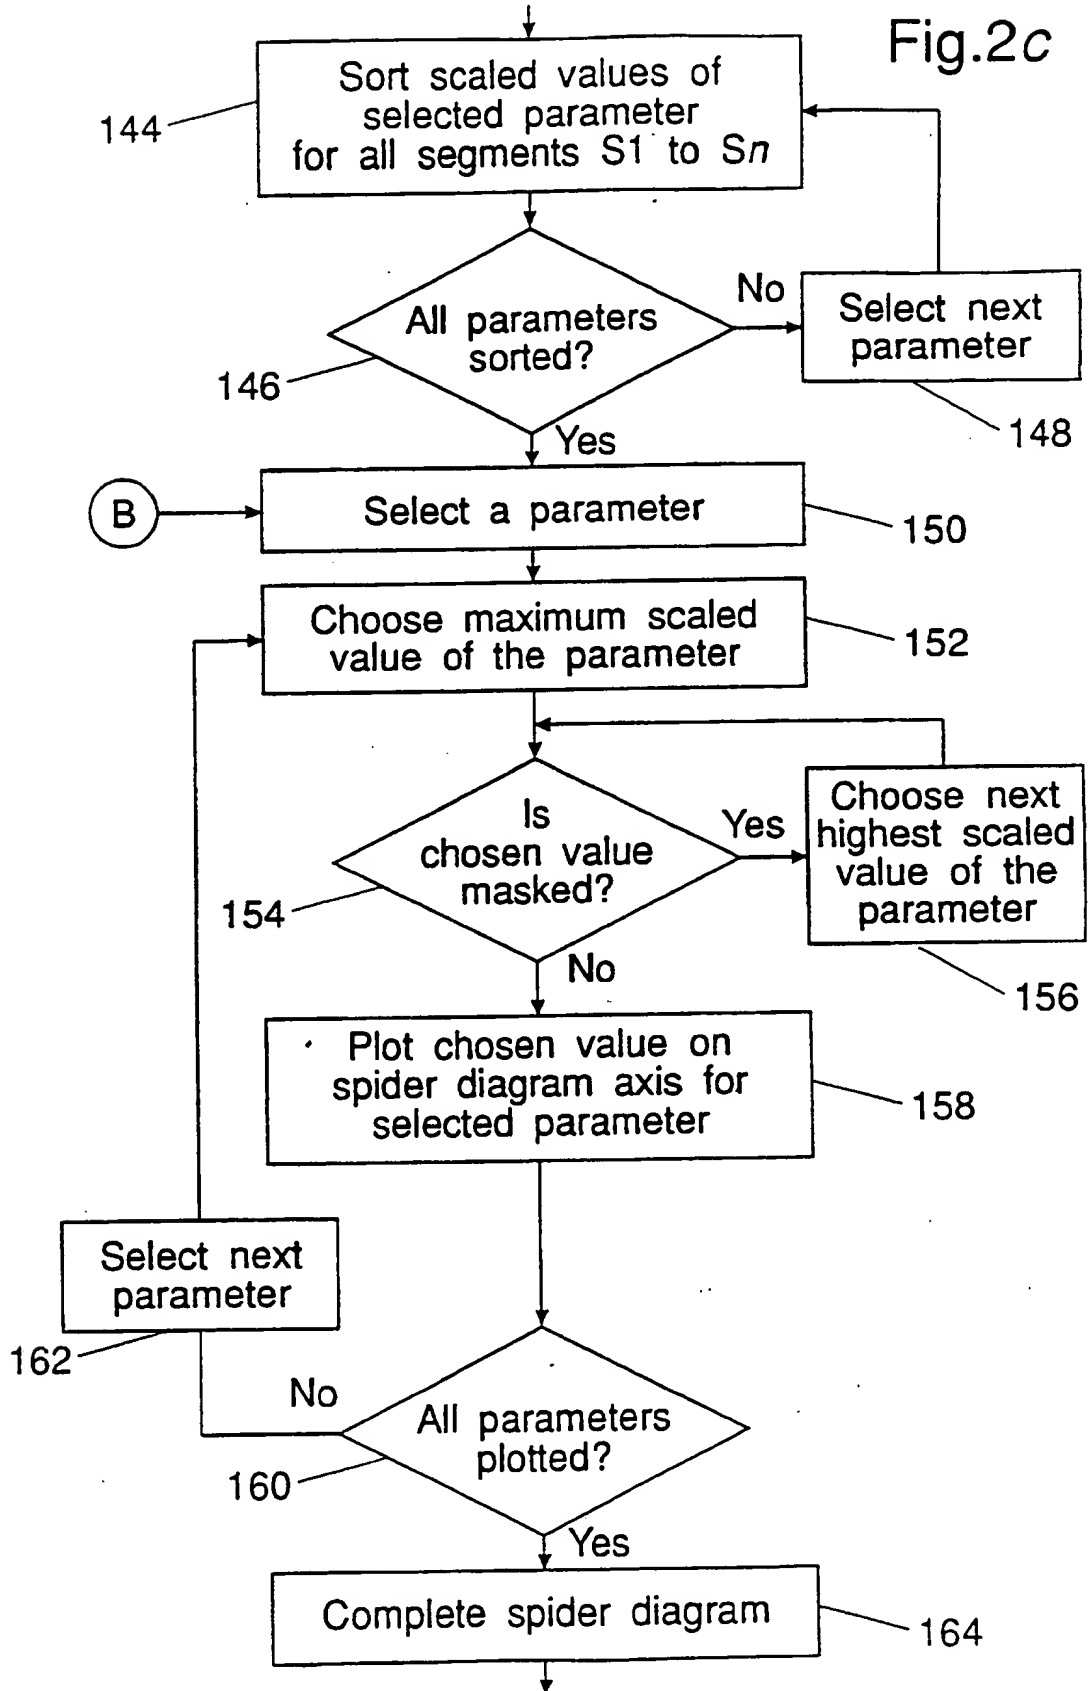 Fig.2c
Sort scaled values of
selected parameter
for all segments S1 to Sn
144
All parameters
sorted?
146
No
Select next
parameter
148
Yes
B
Select a parameter
150
Choose maximum scaled
value of the parameter
152
Is
chosen value
masked?
154
Yes
Choose next
highest scaled
value of the
parameter
156
No
Plot chosen value on
spider diagram axis for
selected parameter
158
Select next
parameter
162
No
All parameters
plotted?
160
Yes
Complete spider diagram
164